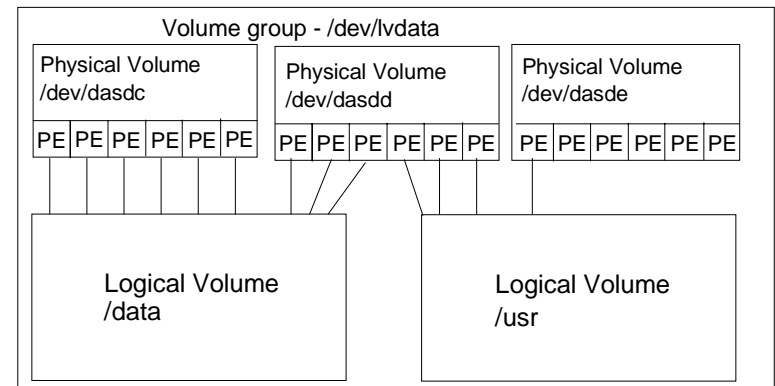 Volume group - /dev/lvdata
Physical Volume
/dev/dasdc
PE PE PE PE PE PE
Physical Volume
/dev/dasdd
PE PE PE PE PE PE
Physical Volume
/dev/dasde
PE PE PE PE PE PE
Logical Volume
/data
Logical Volume
/usr